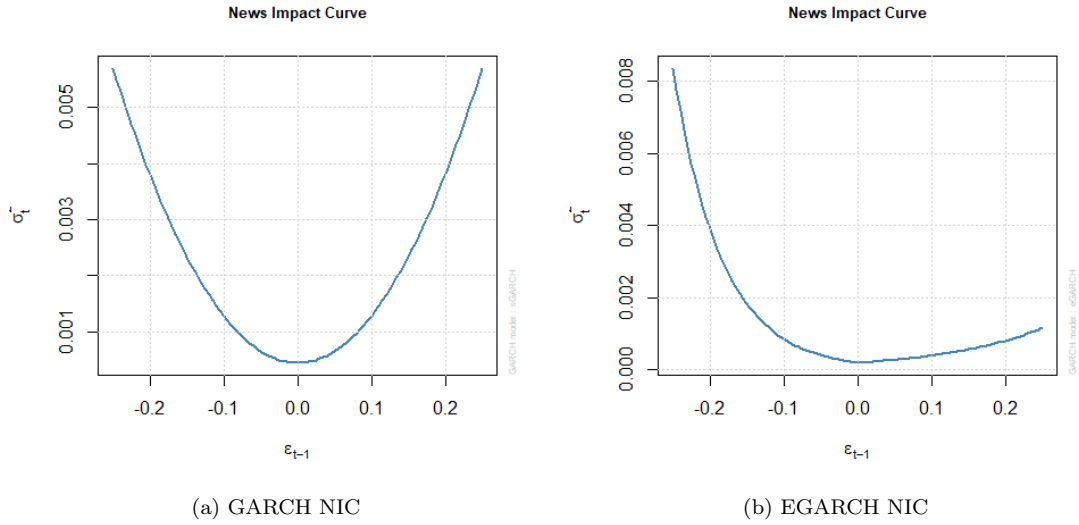 News Impact Curve
0.005
0.003
0.001
-0.2 -0.1 0.0 0.1 0.2
εt−1
GARCH model : sGARCH
(a) GARCH NIC
News Impact Curve
0.008
0.006
0.004
0.002
0.000
-0.2 -0.1 0.0 0.1 0.2
εt−1
GARCH model : eGARCH
(b) EGARCH NIC